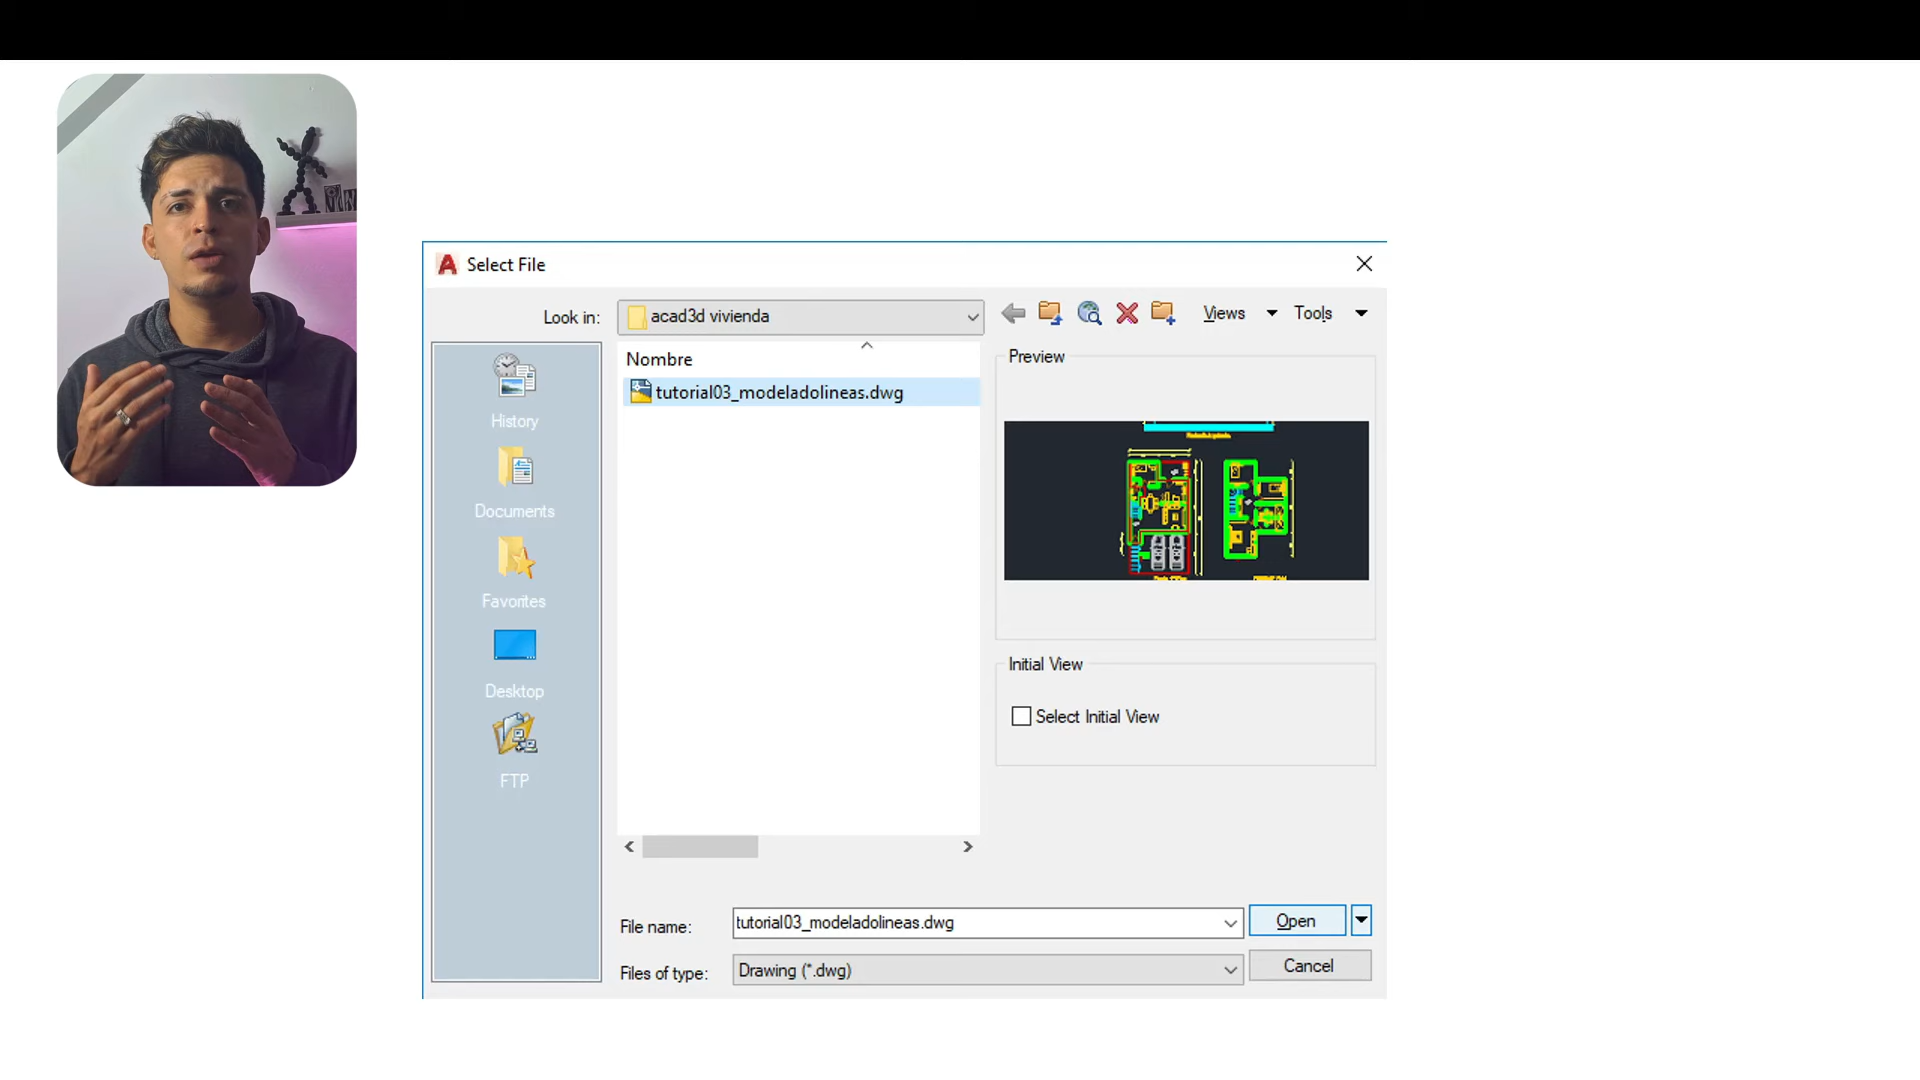 Select File
Look in:
acad3d vivienda
Views
Tools
Nombre
tutorial03_modeladolineas.dwg
History
Documents
Favorites
Desktop
FTP
Preview
Initial View
Select Initial View
File name:
tutorial03_modeladolineas.dwg
Open
Files of type:
Drawing (*.dwg)
Cancel